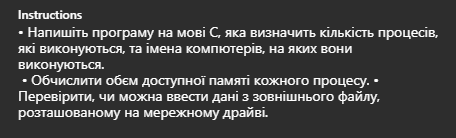 Instructions
• Напишіть програму на мові С, яка визначить кількість процесів,
які виконуються, та імена компютерів, на яких вони
виконуються.
• Обчислити обєм доступної памяті кожного процесу. •
Перевірити, чи можна ввести дані з зовнішнього файлу,
розташованому на мережному драйві.